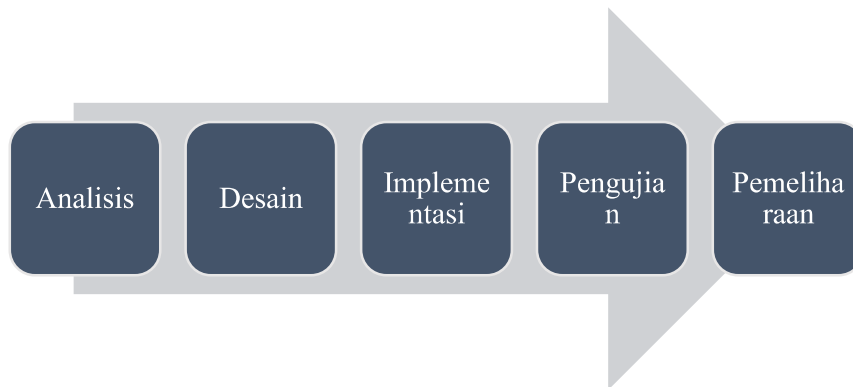 Analisis
Desain
Impleme
ntasi
Pengujia
n
Pemeliha
raan